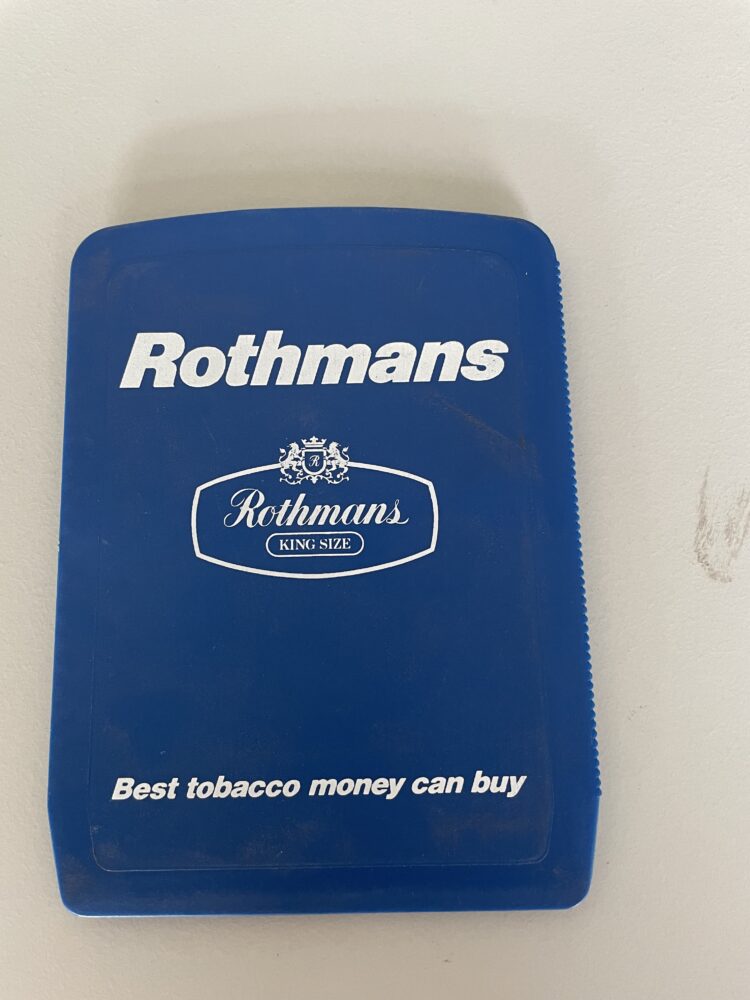 Rothmans
R
Rothmans
KING SIZE
Best tobacco money can buy